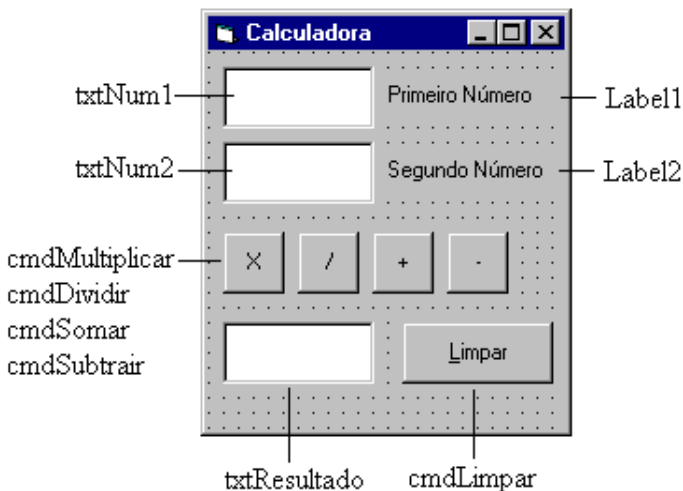 Calculadora
txtNum1
Primeiro Número
Label1
txtNum2
Segundo Número
Label2
cmdMultiplicar
cmdDividir
cmdSomar
cmdSubtrair
X
/
+
-
Limpar
txtResultado
cmdLimpar